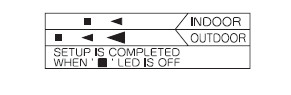 ■ ◄ INDOOR
■ ◄ ◄ OUTDOOR
SETUP IS COMPLETED
WHEN ' ■ ' LED IS OFF